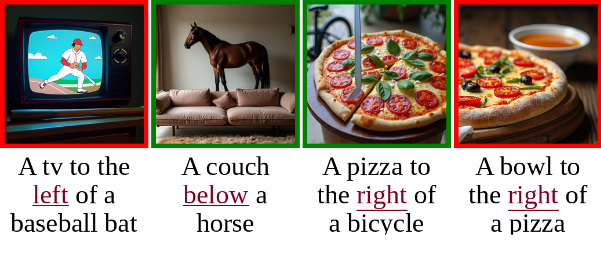 A tv to the
left of a
baseball bat
A couch
below a
horse
A pizza to
the right of
a bicycle
A bowl to
the right of
a pizza